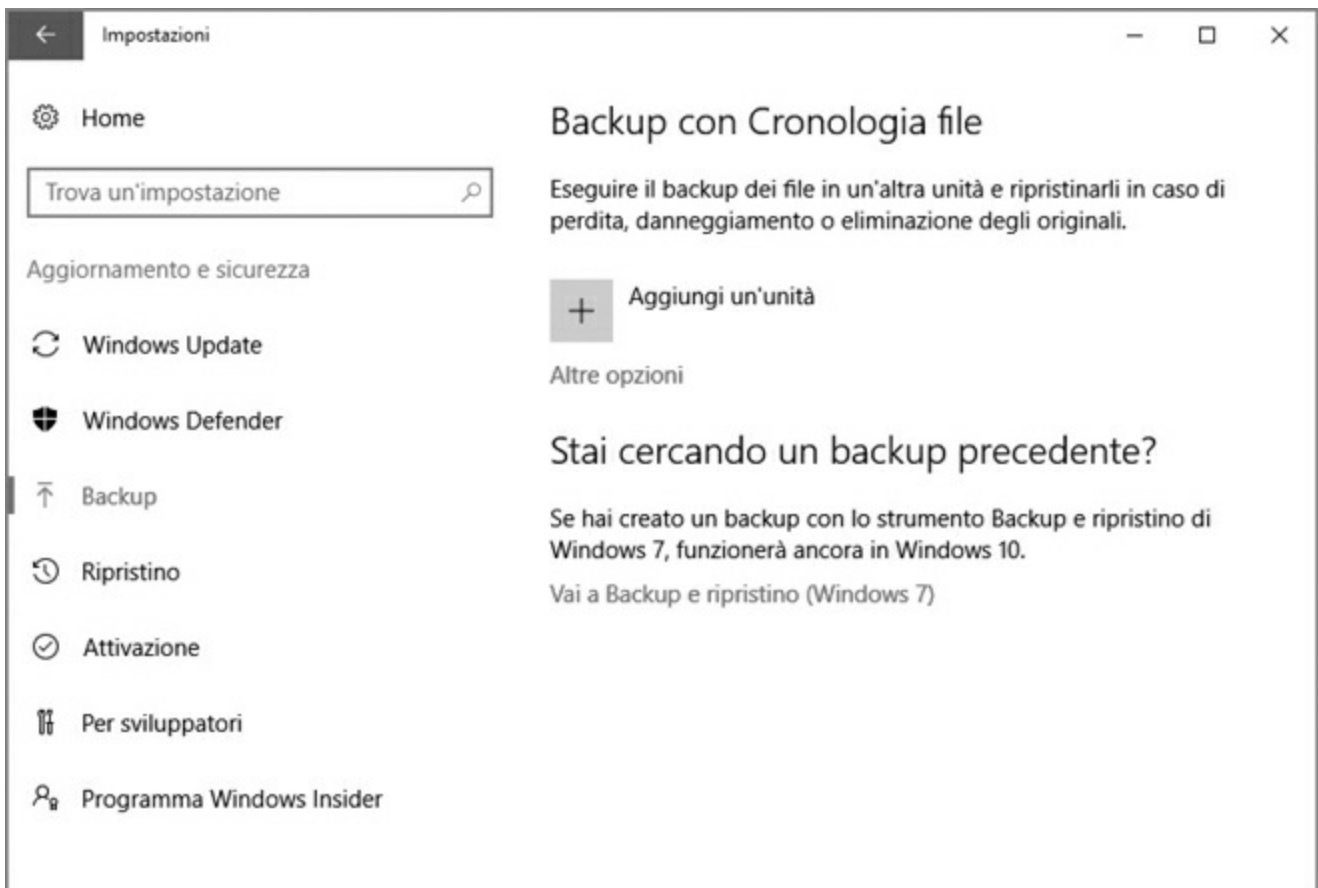 Impostazioni
Home
Trova un'impostazione
Aggiornamento e sicurezza
Windows Update
Windows Defender
Backup
Ripristino
Attivazione
Per sviluppatori
Programma Windows Insider
Backup con Cronologia file
Eseguire il backup dei file in un'altra unità e ripristinarli in caso di
perdita, danneggiamento o eliminazione degli originali.
Aggiungi un'unità
Altre opzioni
Stai cercando un backup precedente?
Se hai creato un backup con lo strumento Backup e ripristino di
Windows 7, funzionerà ancora in Windows 10.
Vai a Backup e ripristino (Windows 7)